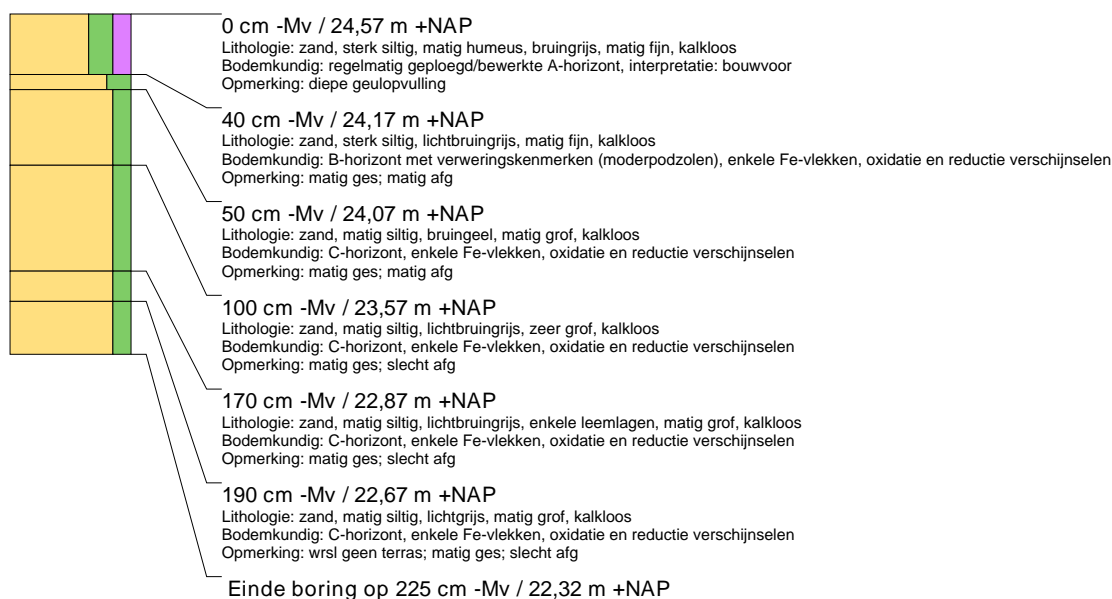 0 cm -Mv / 24,57 m +NAP
Lithologie: zand, sterk siltig, matig humeus, bruingrijs, matig fijn, kalkloos
Bodemkundig: regelmatig geploegd/bewerkte A-horizont, interpretatie: bouwvoor
Opmerking: diepe geulopvulling
40 cm -Mv / 24,17 m +NAP
Lithologie: zand, sterk siltig, lichtbruingrijs, matig fijn, kalkloos
Bodemkundig: B-horizont met verweringskenmerken (moderpodzolen), enkele Fe-vlekken, oxidatie en reductie verschijnselen
Opmerking: matig ges; matig afg
50 cm -Mv / 24,07 m +NAP
Lithologie: zand, matig siltig, bruingeel, matig grof, kalkloos
Bodemkundig: C-horizont, enkele Fe-vlekken, oxidatie en reductie verschijnselen
Opmerking: matig ges; matig afg
100 cm -Mv / 23,57 m +NAP
Lithologie: zand, matig siltig, lichtbruingrijs, zeer grof, kalkloos
Bodemkundig: C-horizont, enkele Fe-vlekken, oxidatie en reductie verschijnselen
Opmerking: matig ges; slecht afg
170 cm -Mv / 22,87 m +NAP
Lithologie: zand, matig siltig, lichtbruingrijs, enkele leemlagen, matig grof, kalkloos
Bodemkundig: C-horizont, enkele Fe-vlekken, oxidatie en reductie verschijnselen
Opmerking: matig ges; slecht afg
190 cm -Mv / 22,67 m +NAP
Lithologie: zand, matig siltig, lichtgrijs, matig grof, kalkloos
Bodemkundig: C-horizont, enkele Fe-vlekken, oxidatie en reductie verschijnselen
Opmerking: wrsl geen terras; matig ges; slecht afg
Einde boring op 225 cm -Mv / 22,32 m +NAP